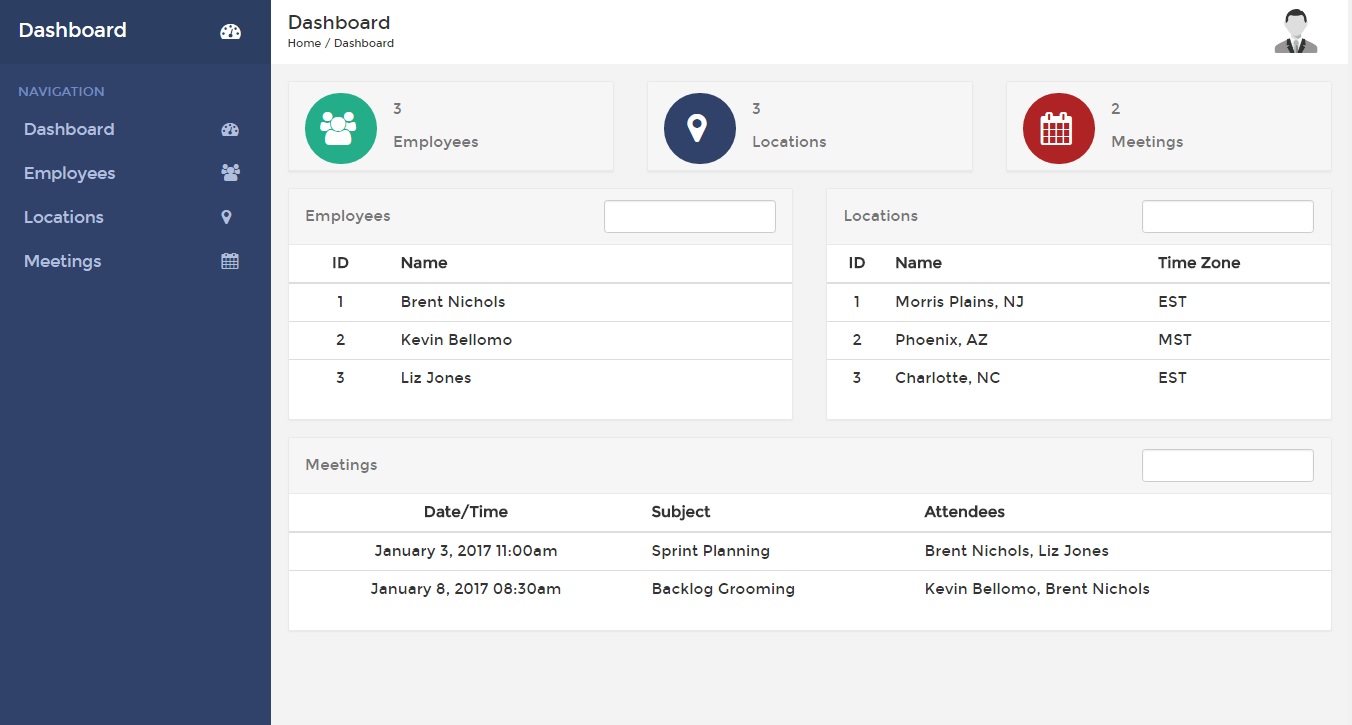 Dashboard
NAVIGATION
Dashboard
Employees
Locations
Meetings
Dashboard
Home / Dashboard
3
Employees
3
Locations
2
Meetings
Employees
ID Name
1 Brent Nichols
2 Kevin Bellomo
3 Liz Jones
Locations
ID Name Time Zone
1 Morris Plains, NJ EST
2 Phoenix, AZ MST
3 Charlotte, NC EST
Meetings
Date/Time Subject Attendees
January 3, 2017 11:00am Sprint Planning Brent Nichols, Liz Jones
January 8, 2017 08:30am Backlog Grooming Kevin Bellomo, Brent Nichols